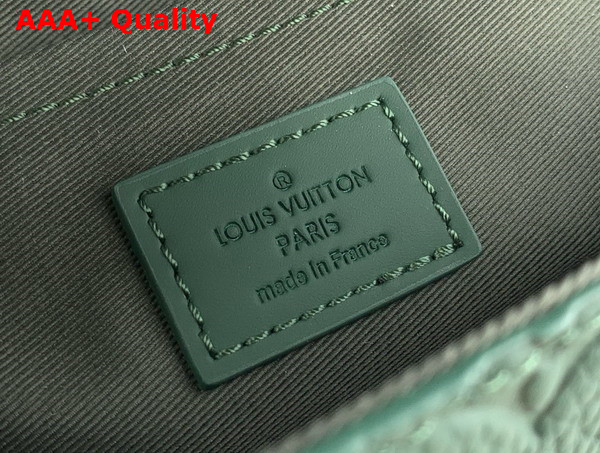 AAA+ Quality
®
LOUIS VUITTON
PARIS
made in France